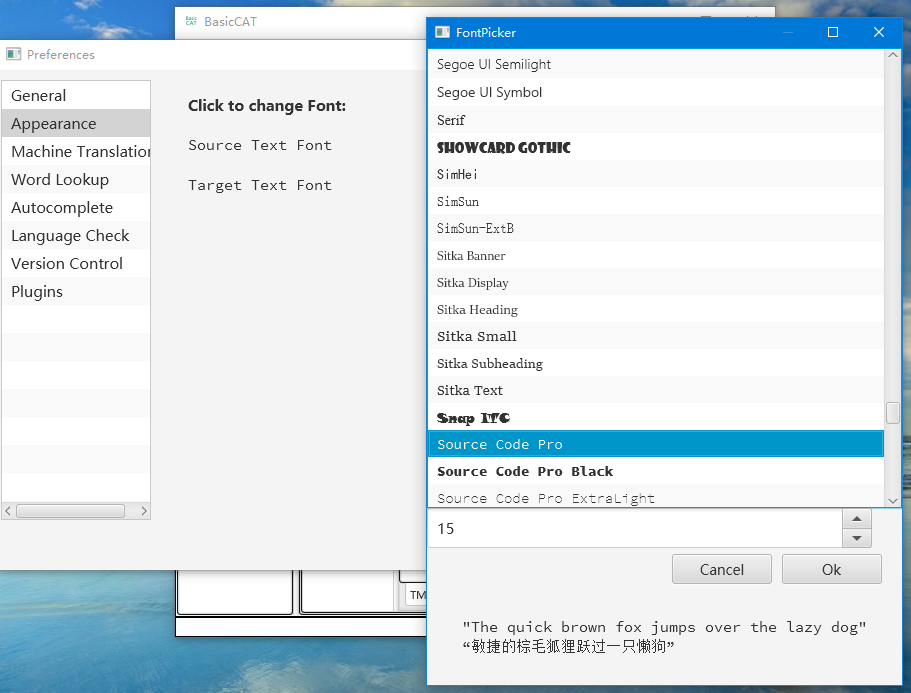 Basic
CAT
BasicCAT
FontPicker
Preferences
General
Appearance
Machine Translation
Word Lookup
Autocomplete
Language Check
Version Control
Plugins
Click to change Font:
Source Text Font
Target Text Font
Segoe UI Semilight
Segoe UI Symbol
Serif
SHOWCARD GOTHIC
SimHei
SimSun
SimSun-ExtB
Sitka Banner
Sitka Display
Sitka Heading
Sitka Small
Sitka Subheading
Sitka Text
Snap ITC
Source Code Pro
Source Code Pro Black
Source Code Pro ExtraLight
15
Cancel
Ok
TM
"The quick brown fox jumps over the lazy dog"
“敏捷的棕毛狐狸跃过一只懒狗”